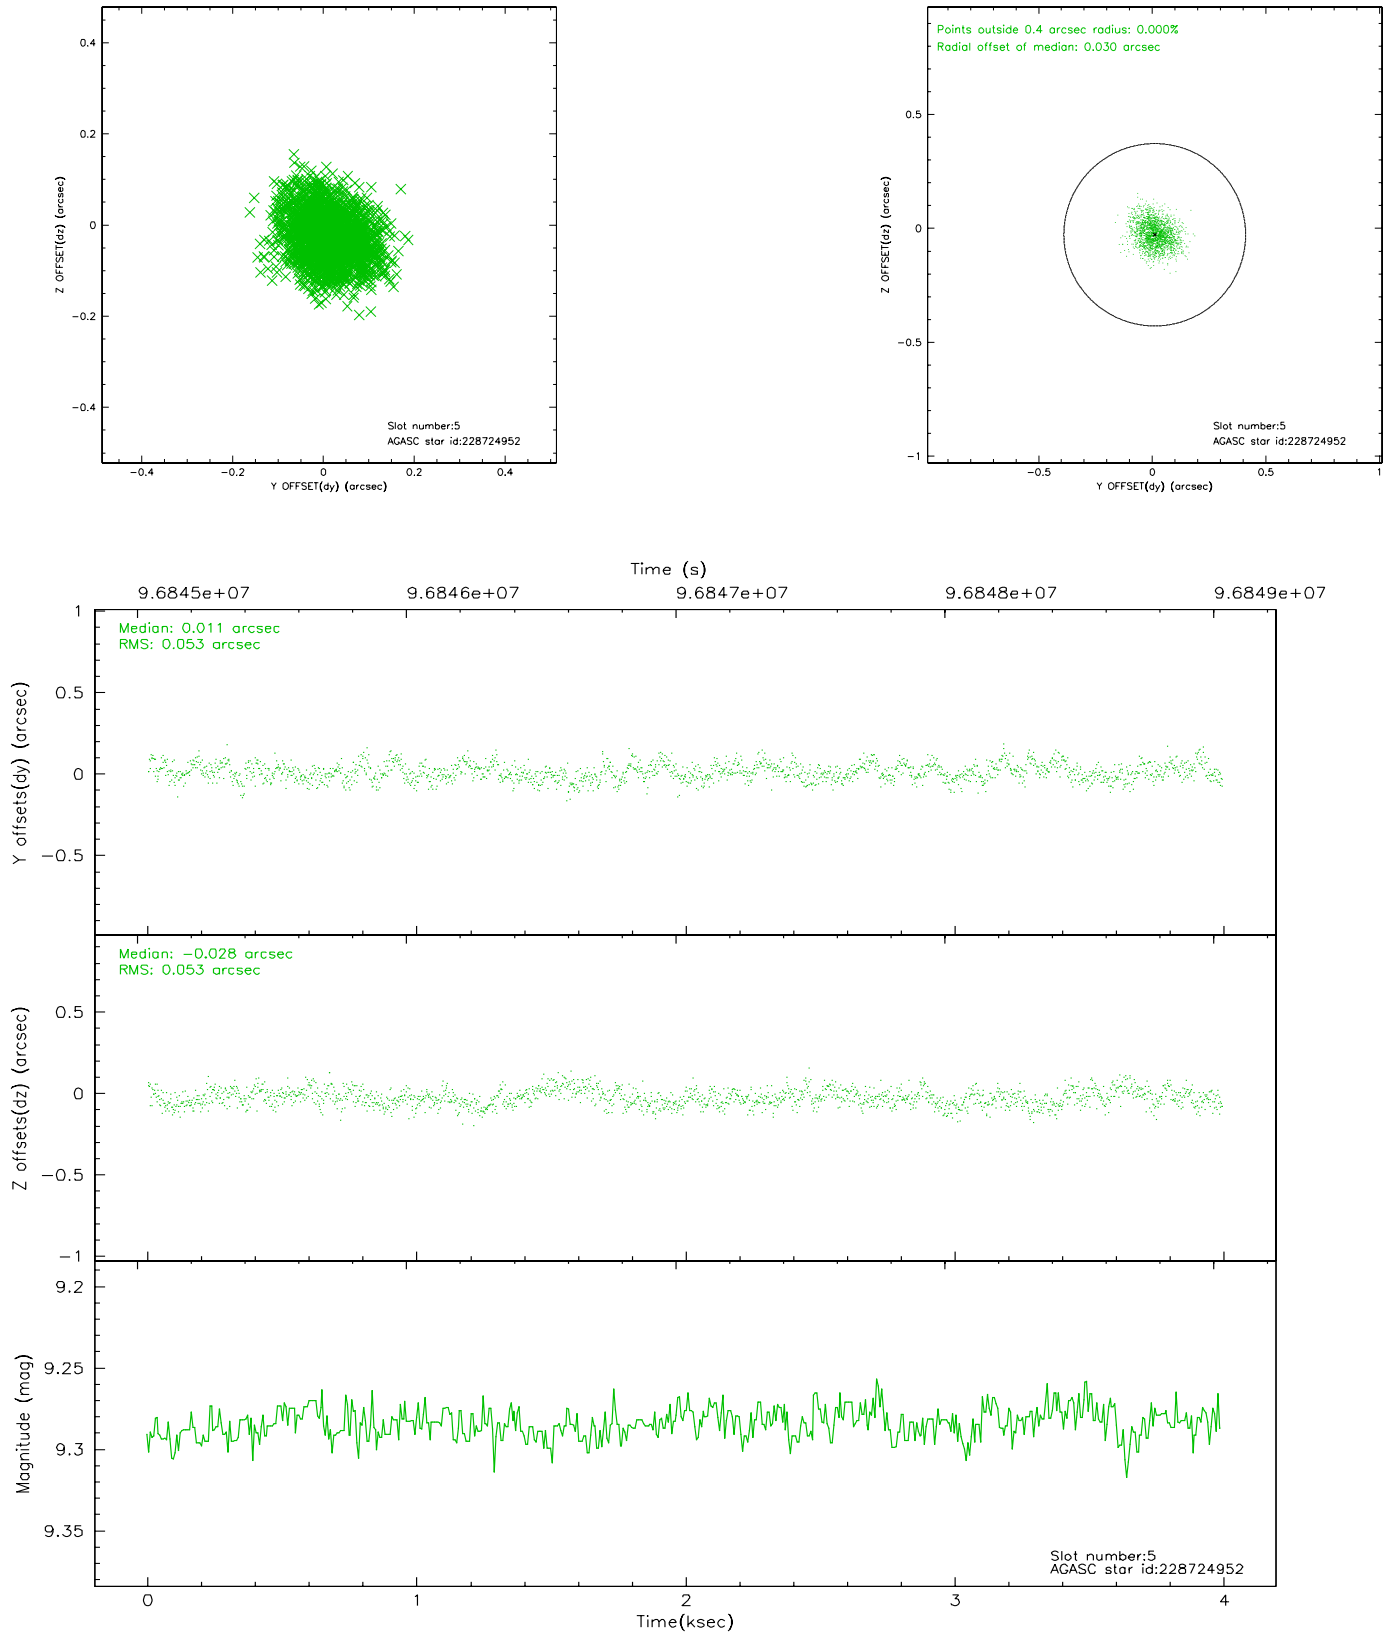 0.4
0.2
0
−0.2
−0.4
Z OFFSET(dz) (arcsec)
Slot number:5
AGASC star id:228724952
−0.4
−0.2
0
0.2
0.4
Y OFFSET(dy) (arcsec)
Points outside 0.4 arcsec radius: 0.000%
Radial offset of median: 0.030 arcsec
0.5
0
−0.5
−1
Z OFFSET(dz) (arcsec)
Slot number:5
AGASC star id:228724952
−0.5
0
0.5
1
Y OFFSET(dy) (arcsec)
Time (s)
9.6845e+07
9.6846e+07
9.6847e+07
9.6848e+07
9.6849e+07
Median: 0.011 arcsec
RMS: 0.053 arcsec
1
0.5
0
−0.5
Y offsets(dy) (arcsec)
Median: −0.028 arcsec
RMS: 0.053 arcsec
0.5
0
−0.5
−1
Z offsets(dz) (arcsec)
9.2
9.25
9.3
9.35
Magnitude (mag)
Slot number:5
AGASC star id:228724952
0
1
2
3
4
Time(ksec)